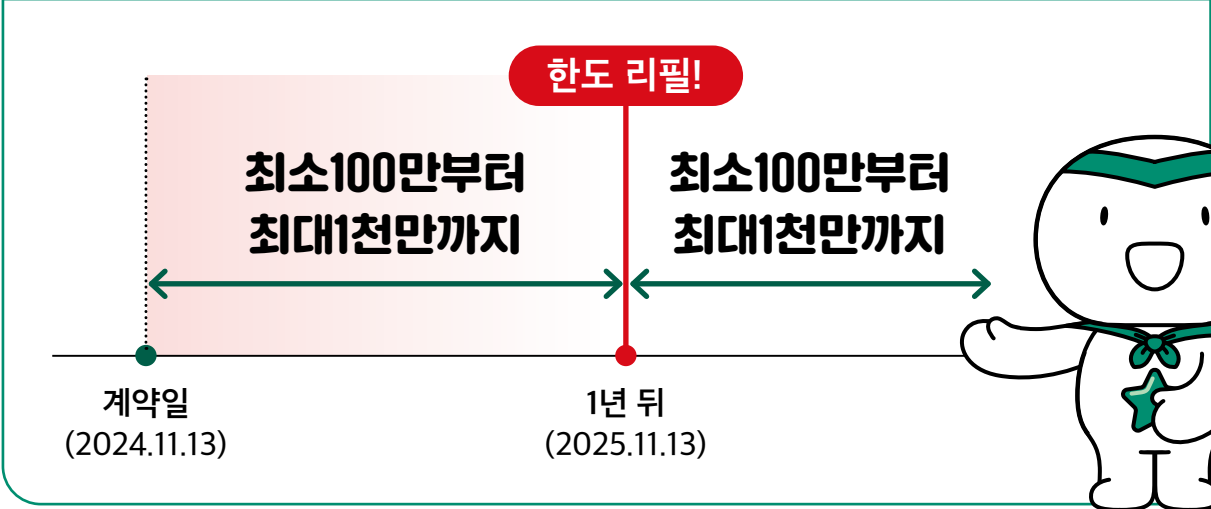 한도 리필!
최소100만부터
최대1천만까지
최소100만부터
최대1천만까지
계약일
(2024.11.13)
1년 뒤
(2025.11.13)